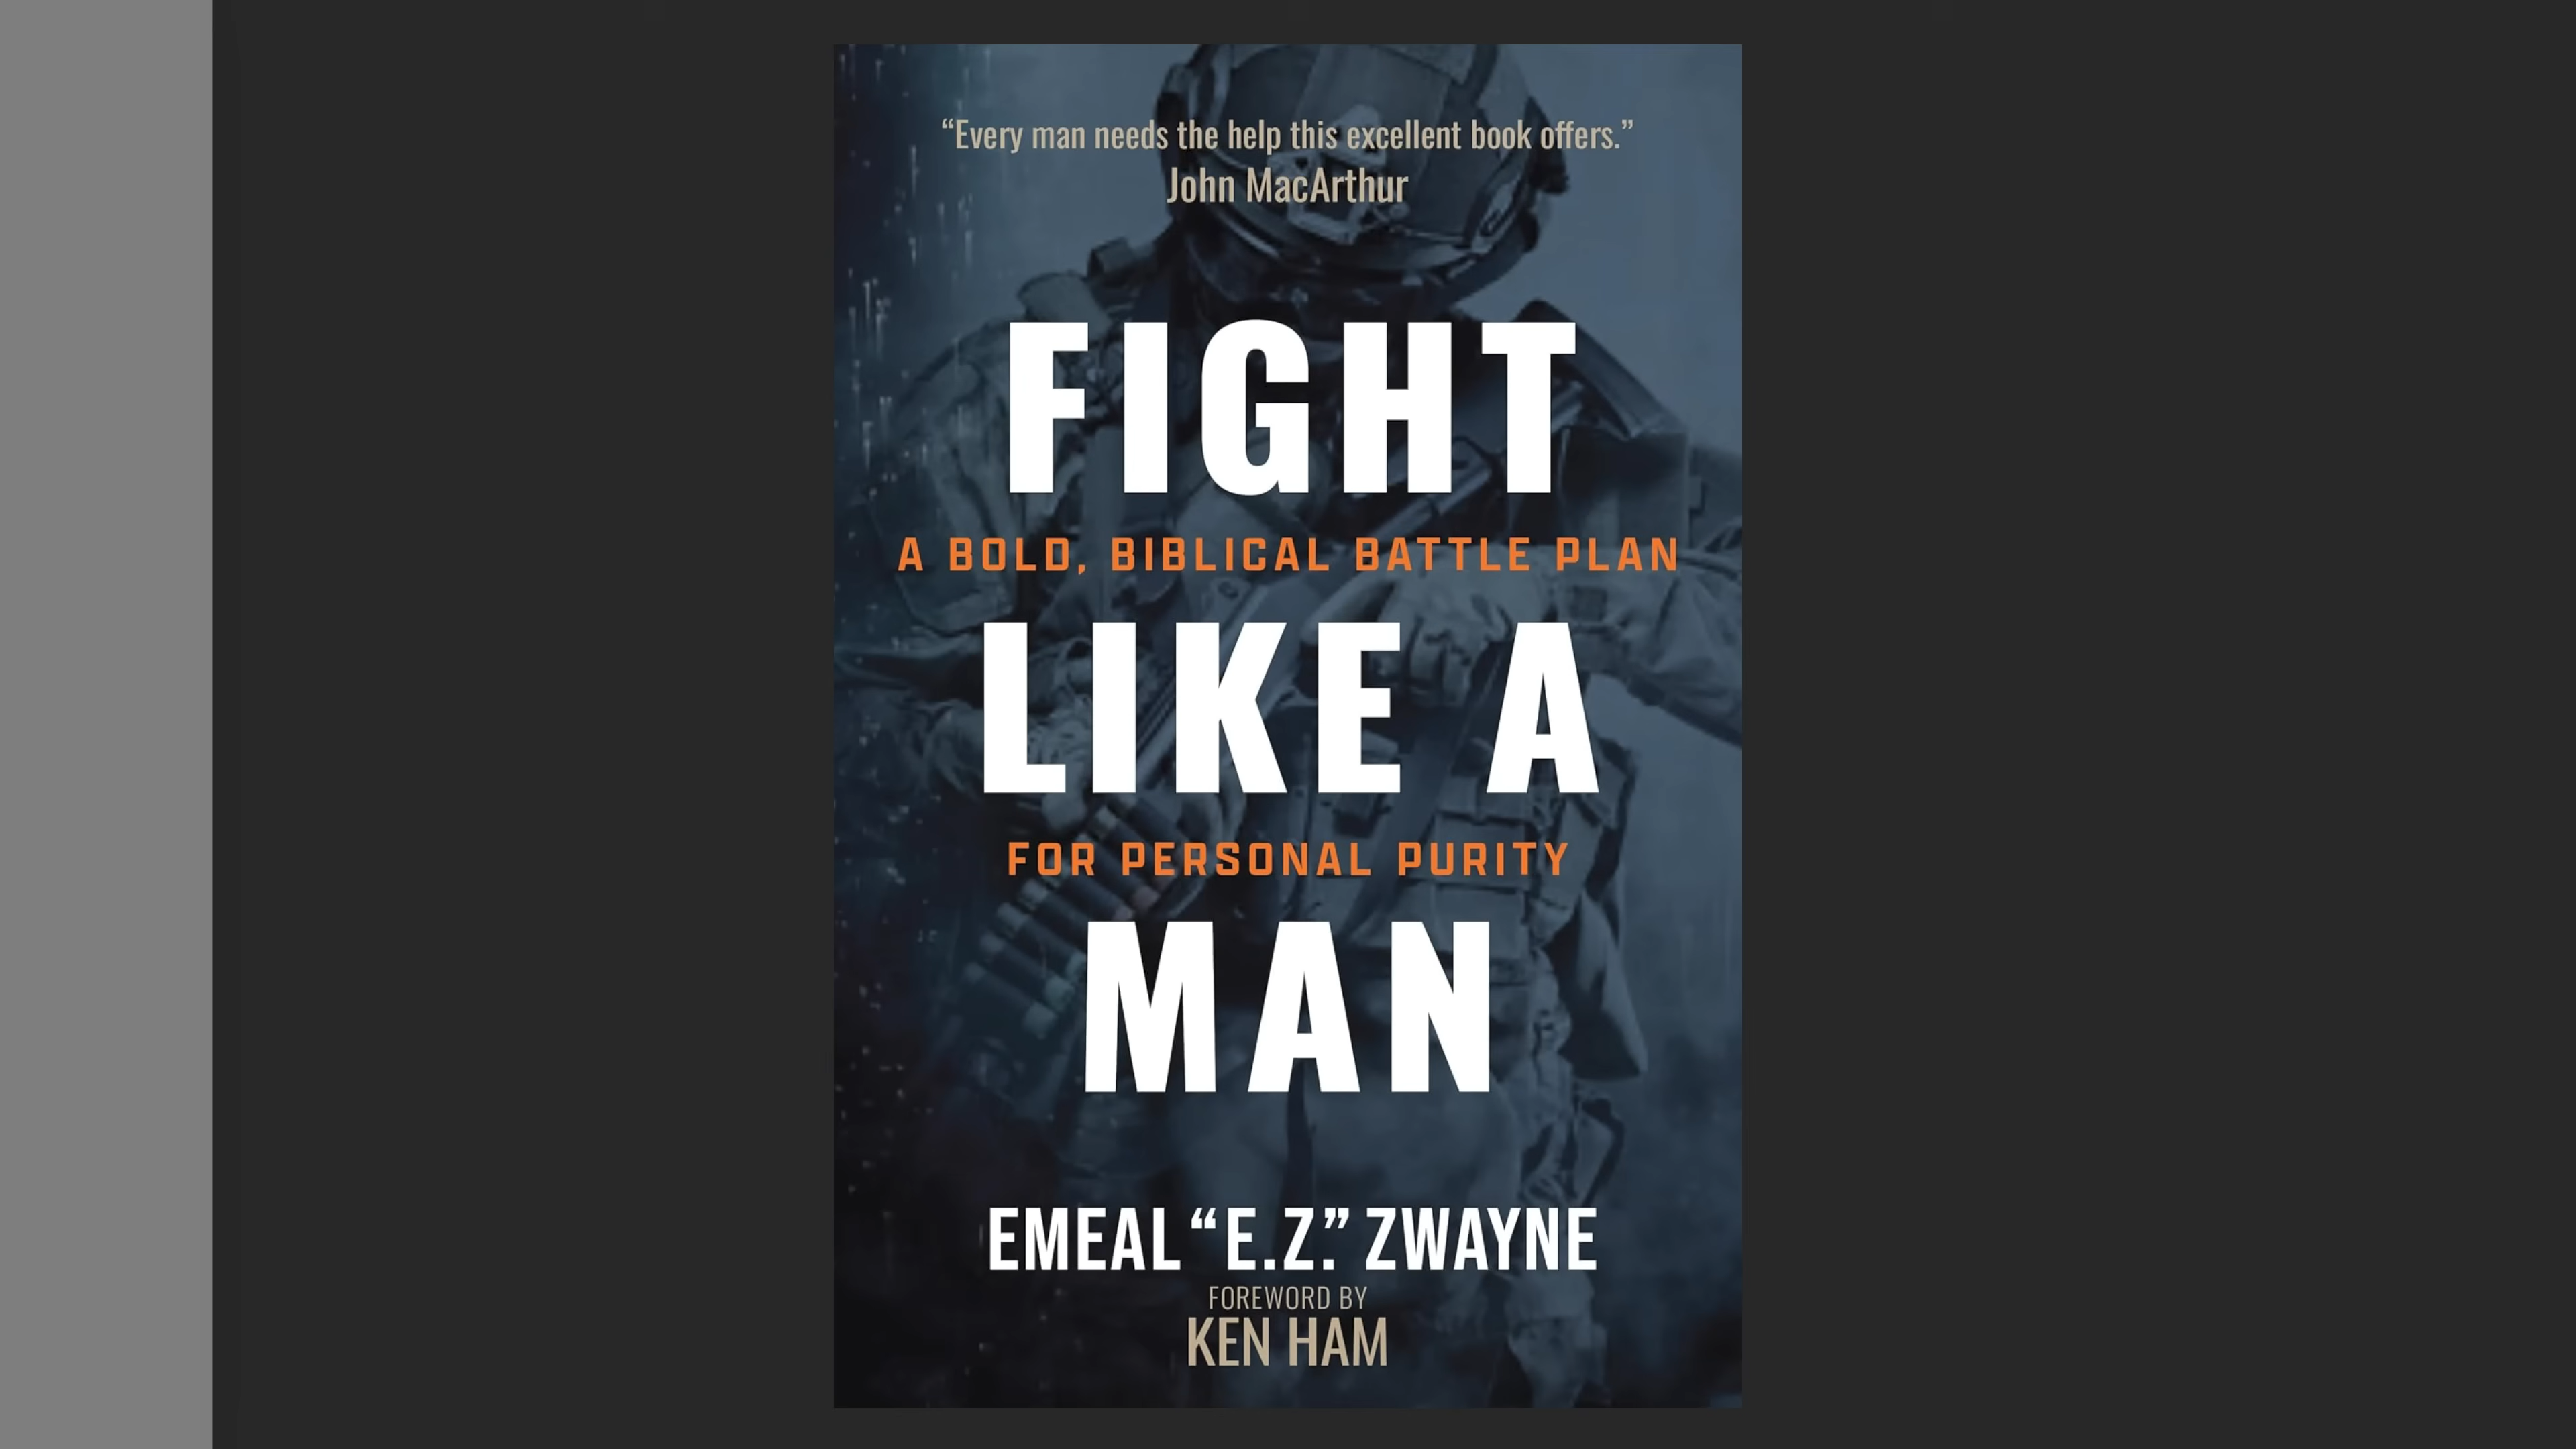 “Every man needs the help this excellent book offers.”
John MacArthur
FIGHT
A BOLD, BIBLICAL BATTLE PLAN
LIKE A
FOR PERSONAL PURITY
MAN
EMEAL “E.Z.” ZWAYNE
FOREWORD BY
KEN HAM